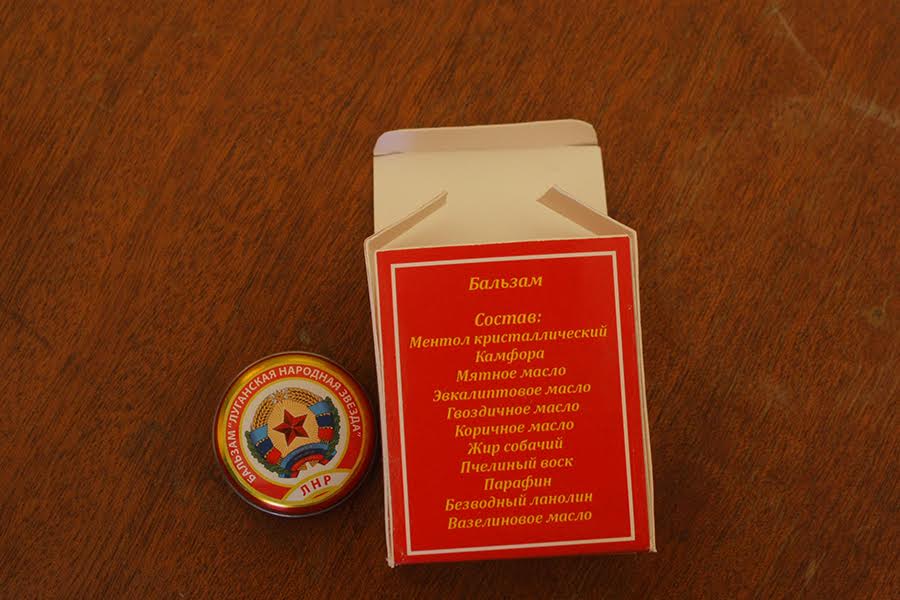 БАЛЬЗАМ "ЛУГАНСКАЯ НАРОДНАЯ ЗВЕЗДА"
ЛНР
Бальзам
Состав:
Ментол кристаллический
Камфора
Мятное масло
Эвкалиптовое масло
Гвоздичное масло
Коричное масло
Жир собачий
Пчелиный воск
Парафин
Безводный ланолин
Вазелиновое масло